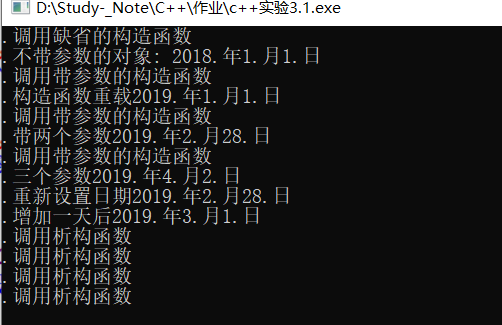 D:\Study-_Note\C++\作业\c++实验3.1.exe
.调用缺省的构造函数
.不带参数的对象: 2018.年1.月1.日
.调用带参数的构造函数
.构造函数重载2019.年1.月1.日
.调用带参数的构造函数
.带两个参数2019.年2.月28.日
.调用带参数的构造函数
.三个参数2019.年4.月2.日
.重新设置日期2019.年2.月28.日
.增加一天后2019.年3.月1.日
.调用析构函数
.调用析构函数
.调用析构函数
.调用析构函数